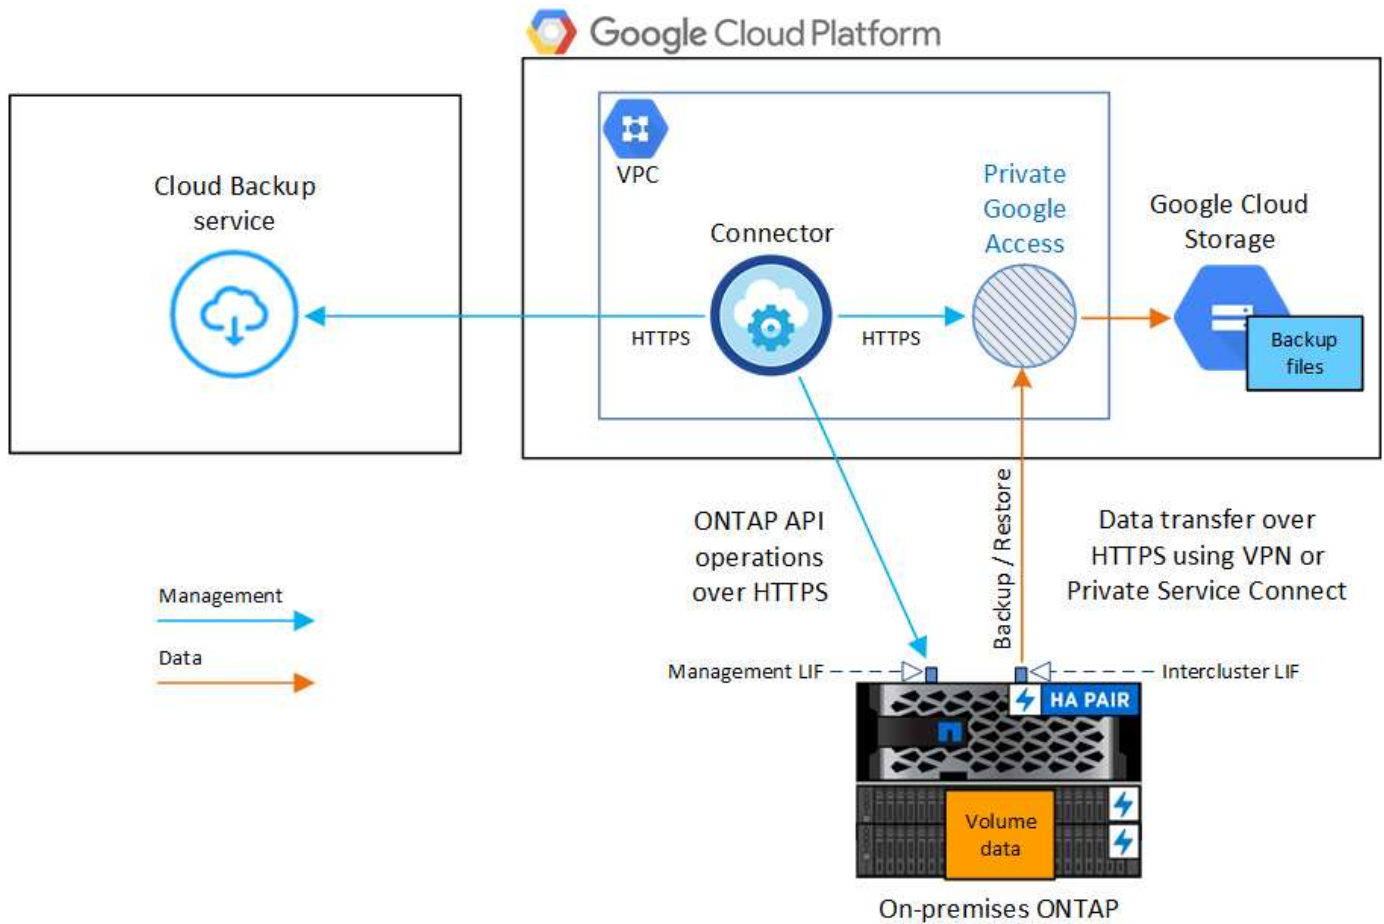 Google Cloud Platform
Cloud Backup
service
VPC
Connector
HTTPS
HTTPS
Private
Google
Access
Google Cloud
Storage
Backup
files
ONTAP API
operations
over HTTPS
Backup / Restore
Data transfer over
HTTPS using VPN or
Private Service Connect
Management
Data
Management LIF
Intercluster LIF
HA PAIR
Volume
data
On-premises ONTAP